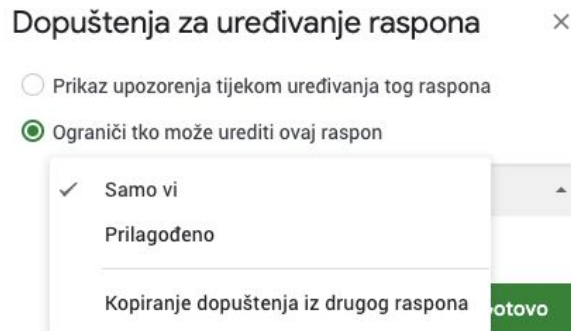 Dopuštenja za uređivanje raspona
Prikaz upozorenja tijekom uređivanja tog raspona
Ograniči tko može urediti ovaj raspon
Samo vi
Prilagođeno
Kopiranje dopuštenja iz drugog raspona
otovo